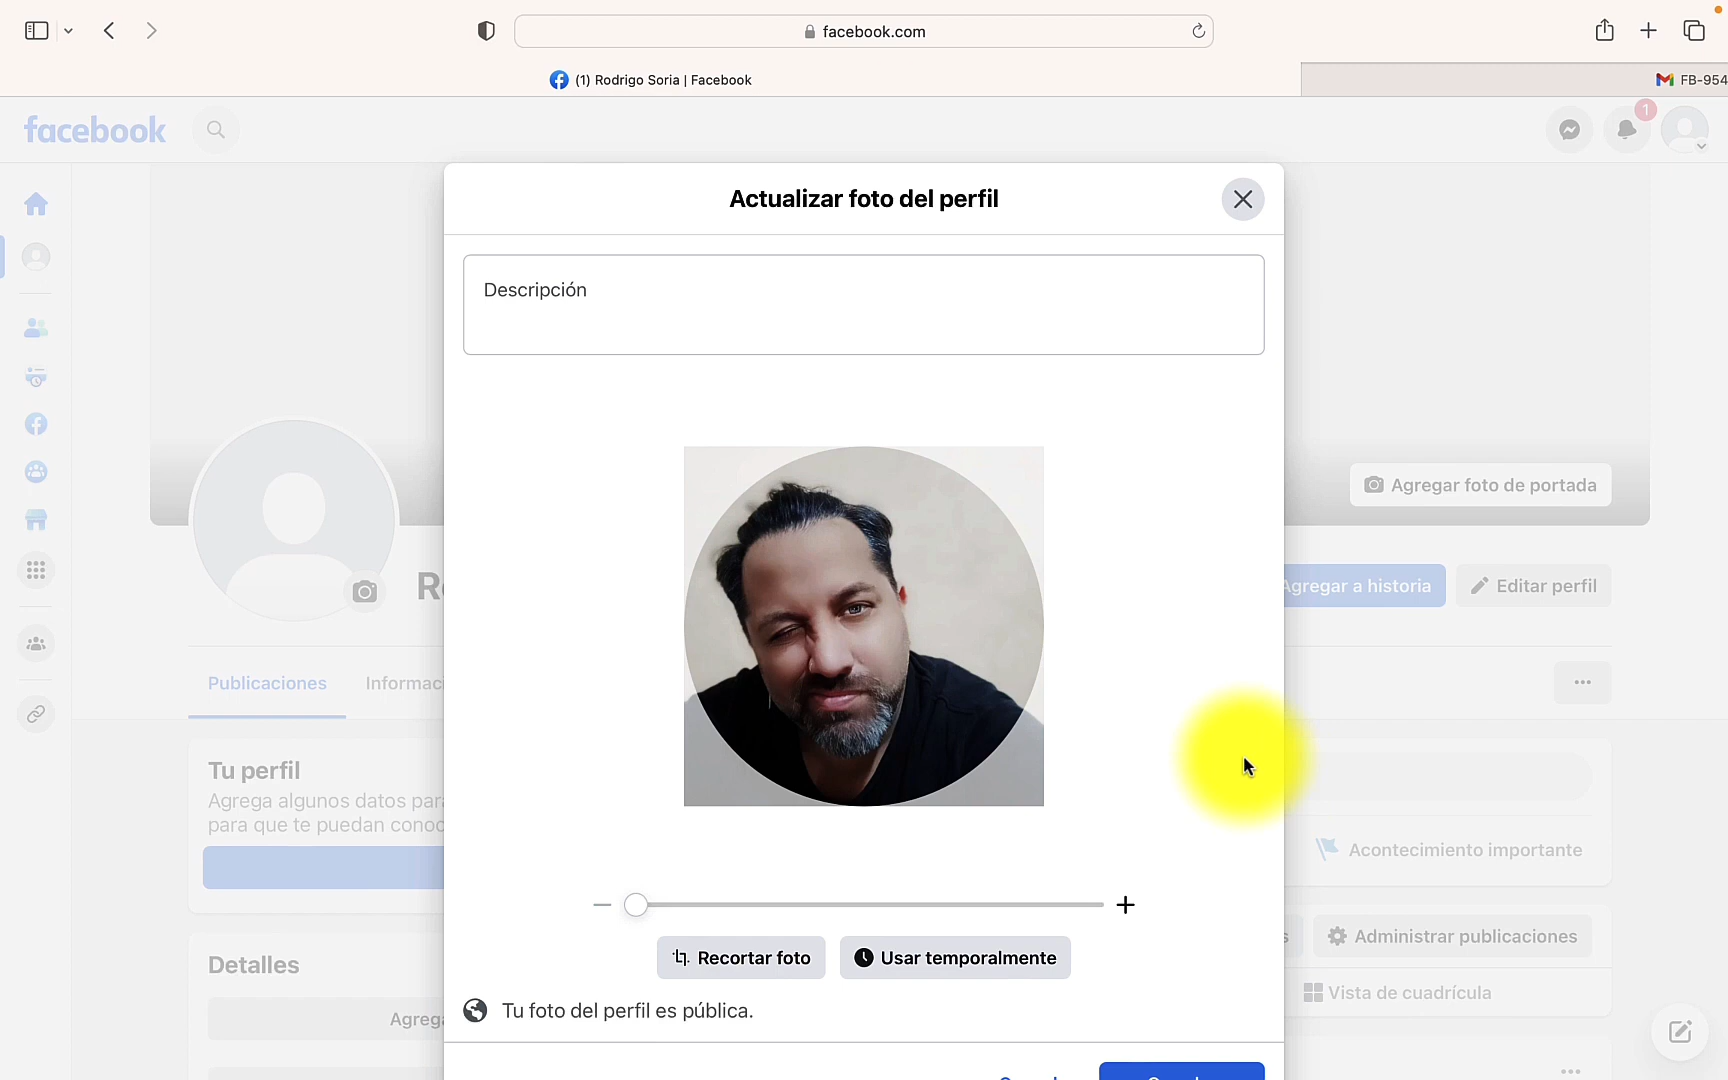 facebook.com
(1) Rodrigo Soria | Facebook
FB-954
facebook
1
Actualizar foto del perfil
Descripción
Agregar foto de portada
Agregar a historia
Editar perfil
Publicaciones
Tu perfil
Agrega algunos datos
para que te puedan
Acontecimiento importante
Recortar foto
Usar temporalmente
Administrar publicaciones
Detalles
Vista de cuadrícula
Tu foto del perfil es pública.